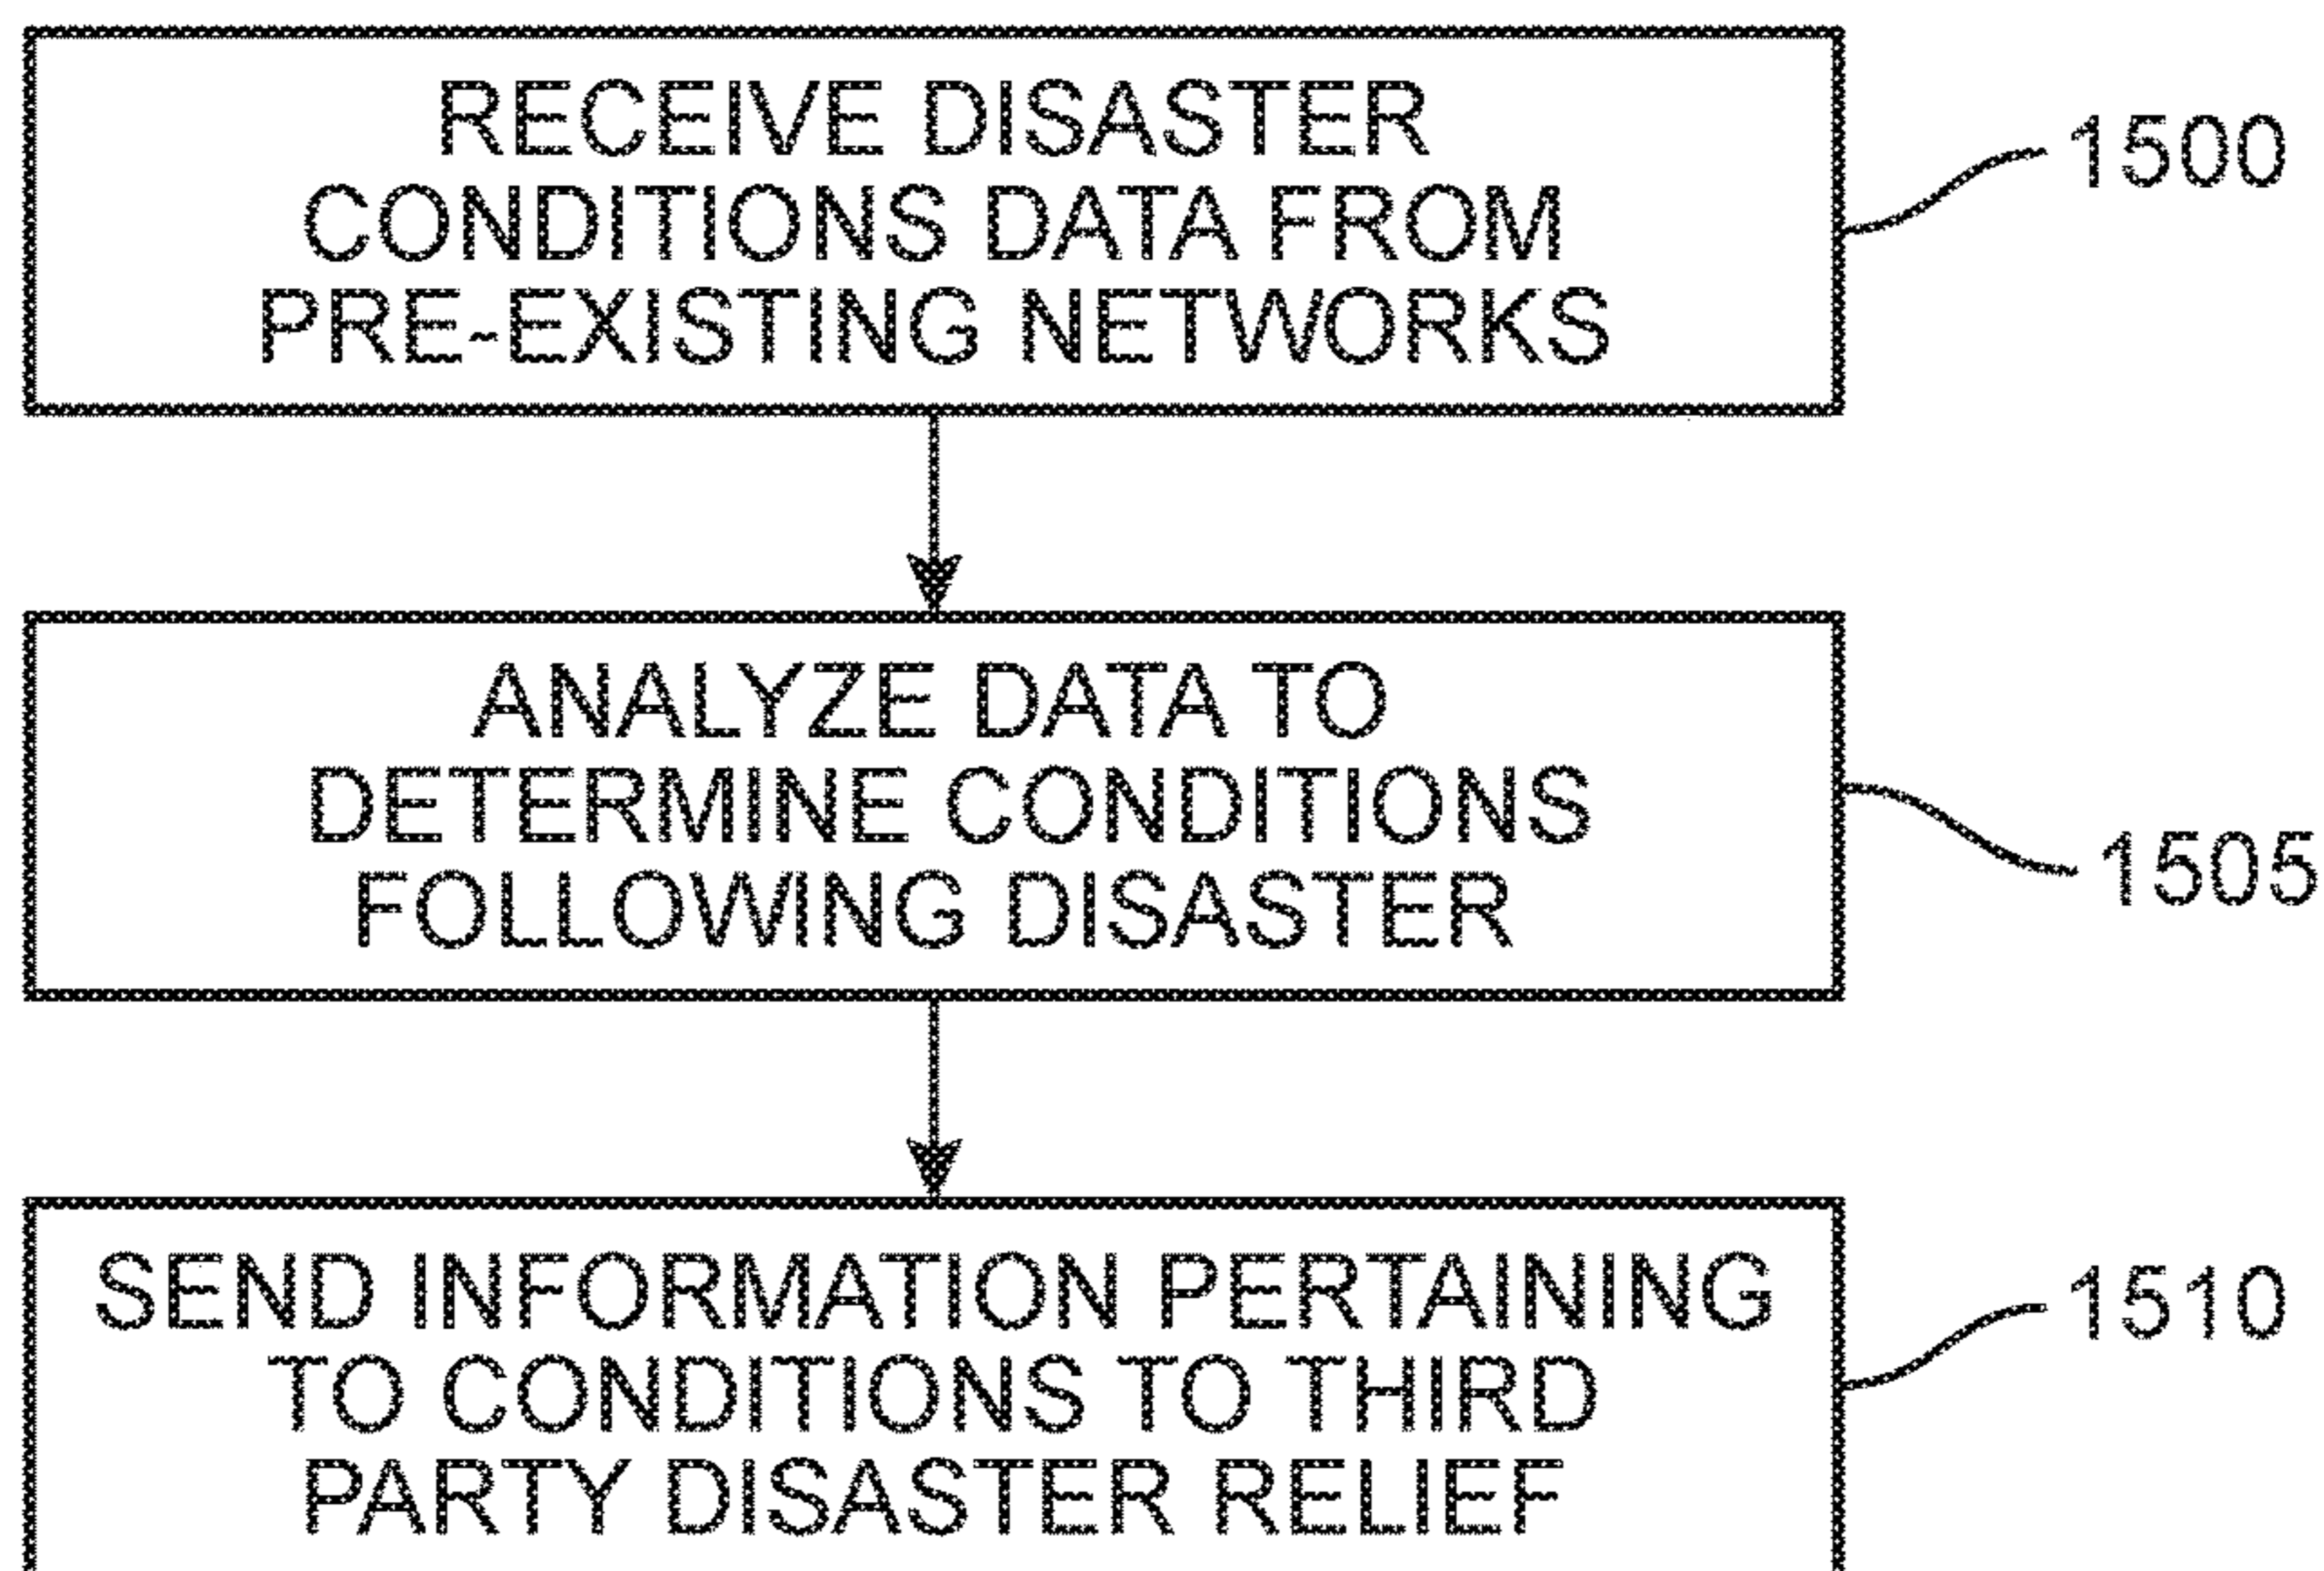 RECEIVE DISASTER
CONDITIONS DATA FROM
PRE-EXISTING NETWORKS
1500
ANALYZE DATA TO
DETERMINE CONDITIONS
FOLLOWING DISASTER
1505
SEND INFORMATION PERTAINING
TO CONDITIONS TO THIRD
PARTY DISASTER RELIEF
1510